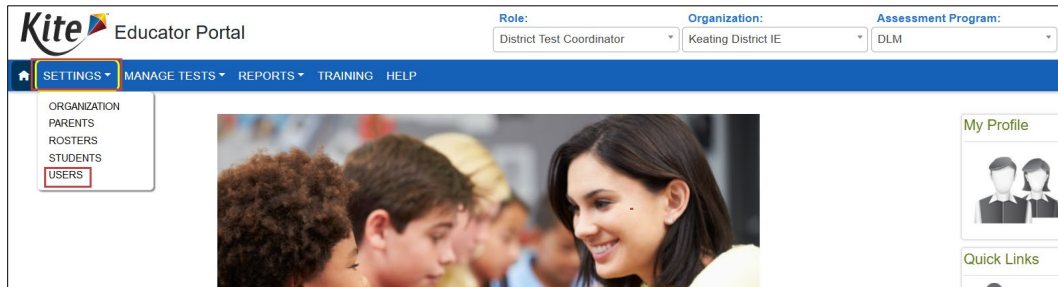 Kite Educator Portal
Role: Organization: Assessment Program:
District Test Coordinator Keating District IE DLM
SETTINGS MANAGE TESTS REPORTS TRAINING HELP
ORGANIZATION
PARENTS
ROSTERS
STUDENTS
USERS
My Profile
Quick Links